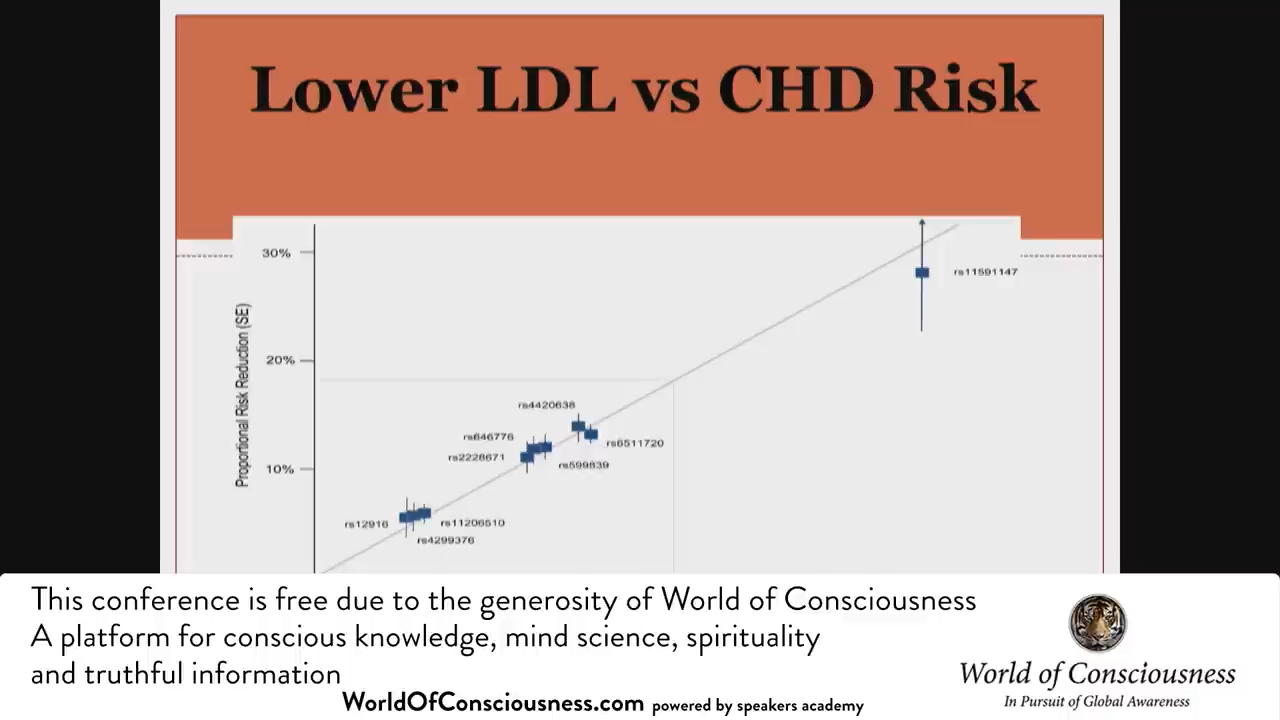 Lower LDL vs CHD Risk
30%
rs11591147
Proportional Risk Reduction (SE)
20%
rs4420638
rs646776
rs6511720
rs2228671
rs599839
10%
rs12916
rs11206510
rs4299376
This conference is free due to the generosity of World of Consciousness
A platform for conscious knowledge, mind science, spirituality
and truthful information
WorldOfConsciousness.com powered by speakers academy
World of Consciousness
In Pursuit of Global Awareness